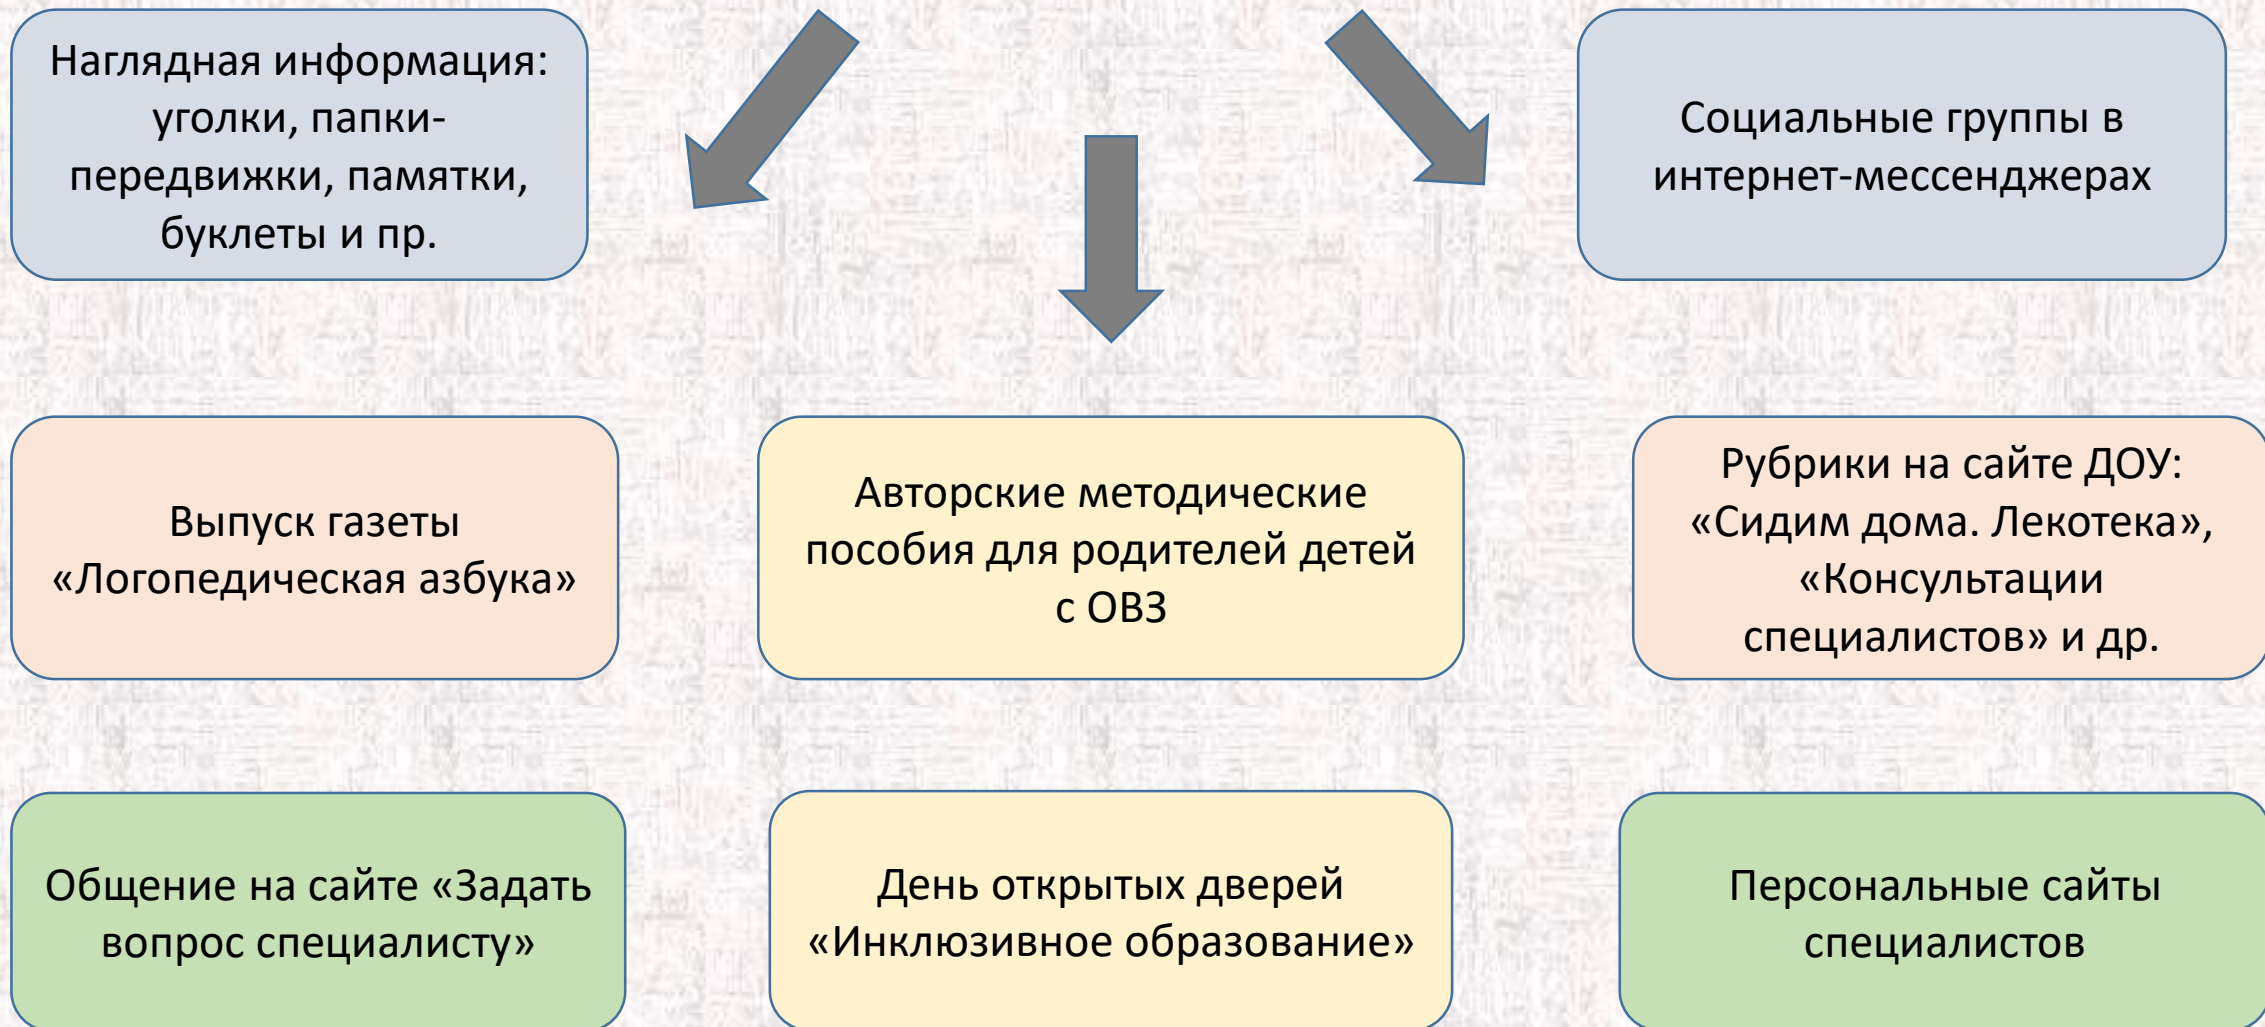 Наглядная информация:
уголки, папки-
передвижки, памятки,
буклеты и пр.
Социальные группы в
интернет-мессенджерах
Выпуск газеты
«Логопедическая азбука»
Авторские методические
пособия для родителей детей
с ОВЗ
Рубрики на сайте ДОУ:
«Сидим дома. Лекотека»,
«Консультации
специалистов» и др.
Общение на сайте «Задать
вопрос специалисту»
День открытых дверей
«Инклюзивное образование»
Персональные сайты
специалистов